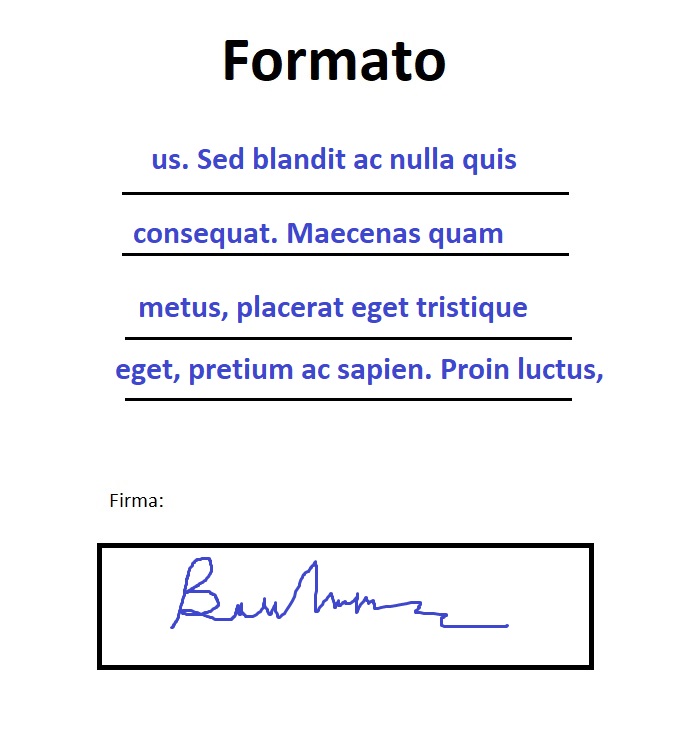 Formato
us. Sed blandit ac nulla quis
consequat. Maecenas quam
metus, placerat eget tristique
eget, pretium ac sapien. Proin luctus,
Firma: